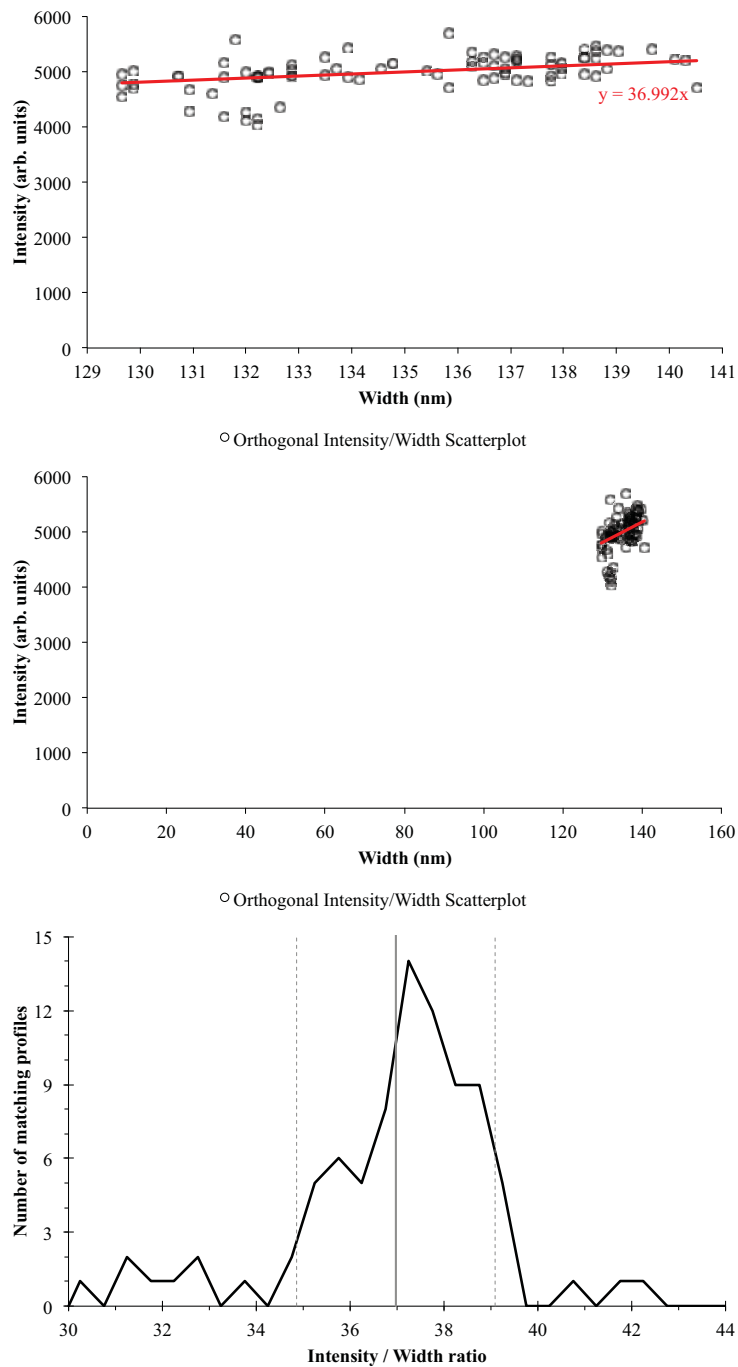 6000
5000
4000
3000
2000
1000
0
Intensity (arb. units)
y = 36.992x
129 130 131 132 133 134 135 136 137 138 139 140 141
Width (nm)
Orthogonal Intensity/Width Scatterplot
6000
5000
4000
3000
2000
1000
0
Intensity (arb. units)
0 20 40 60 80 100 120 140 160
Width (nm)
Orthogonal Intensity/Width Scatterplot
15
12
9
6
3
0
Number of matching profiles
30 32 34 36 38 40 42 44
Intensity / Width ratio